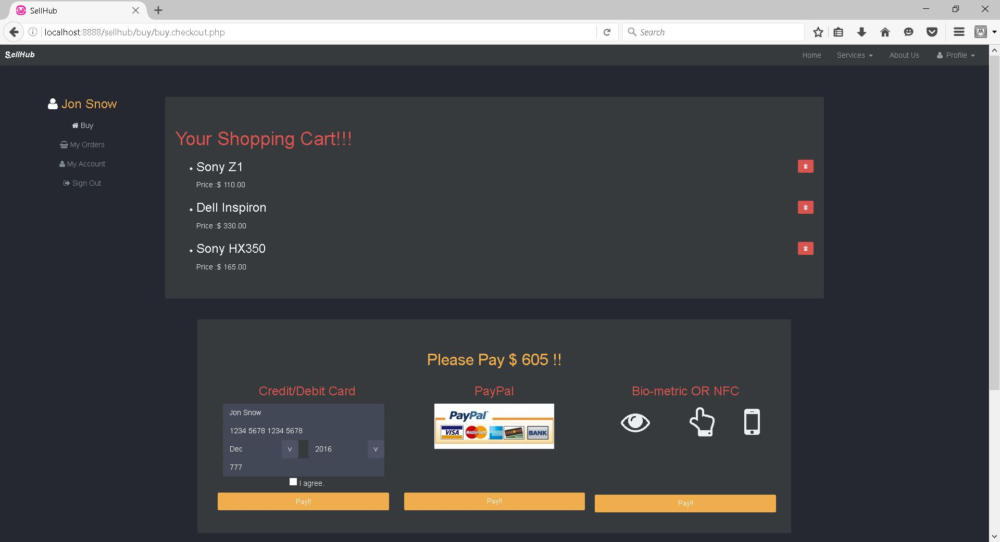 SellHub
localhost:8888/sellhub/buy/buy.checkout.php
Search
SellHub
Home Services About Us Profile
Jon Snow
Buy
My Orders
My Account
Sign Out
Your Shopping Cart!!!
Sony Z1
Price :$ 110.00
Dell Inspiron
Price :$ 330.00
Sony HX350
Price :$ 165.00
Please Pay $ 605 !!
Credit/Debit Card
Jon Snow
1234 5678 1234 5678
Dec v 2016 v
777
I agree.
Pay!!
PayPal
PayPal
VISA MasterCard AMERICAN EXPRESS DISCOVER BANK
Pay!!
Bio-metric OR NFC
Pay!!